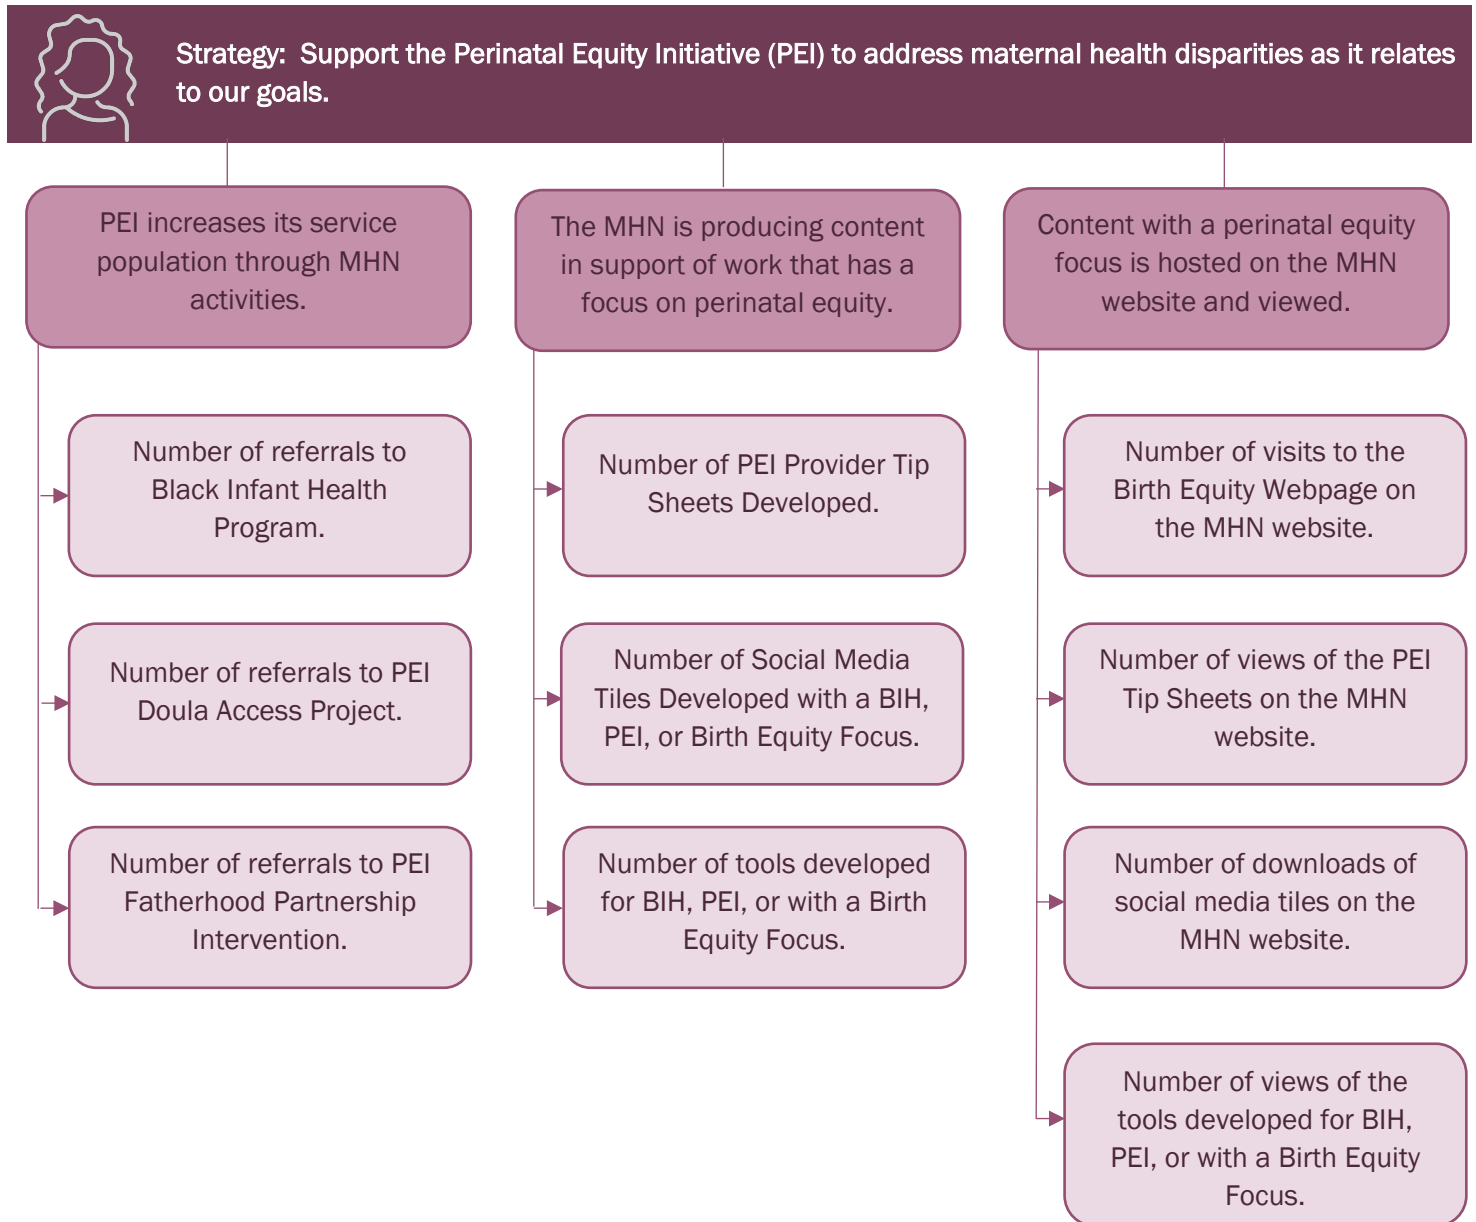 Strategy:  Support the Perinatal Equity Initiative (PEI) to address maternal health disparities as it relates
to our goals.
PEI increases its service
population through MHN
activities.
Number of referrals to
Black Infant Health
Program.
Number of referrals to PEI
Doula Access Project.
Number of referrals to PEI
Fatherhood Partnership
Intervention.
The MHN is producing content
in support of work that has a
focus on perinatal equity.
Number of PEI Provider Tip
Sheets Developed.
Number of Social Media
Tiles Developed with a BIH,
PEI, or Birth Equity Focus.
Number of tools developed
for BIH, PEI, or with a Birth
Equity Focus.
Content with a perinatal equity
focus is hosted on the MHN
website and viewed.
Number of visits to the
Birth Equity Webpage on
the MHN website.
Number of views of the PEI
Tip Sheets on the MHN
website.
Number of downloads of
social media tiles on the
MHN website.
Number of views of the
tools developed for BIH,
PEI, or with a Birth Equity
Focus.